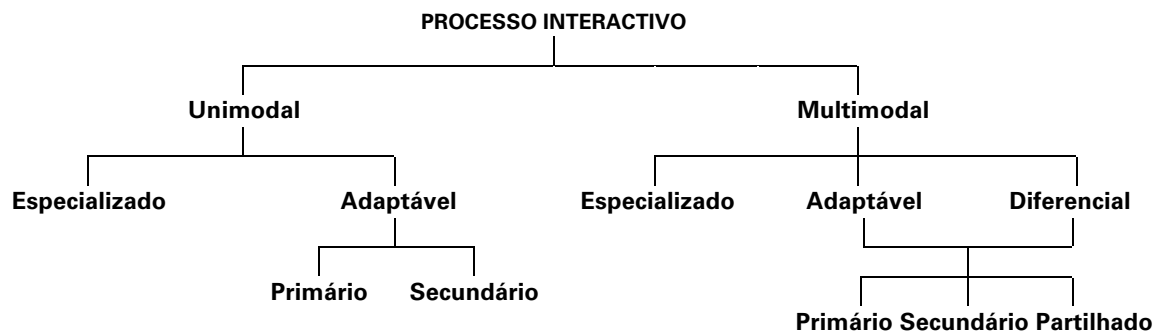 PROCESSO INTERACTIVO
Unimodal Multimodal
Especializado Adaptável Especializado Adaptável Diferencial
Primário Secundário
Primário Secundário Partilhado